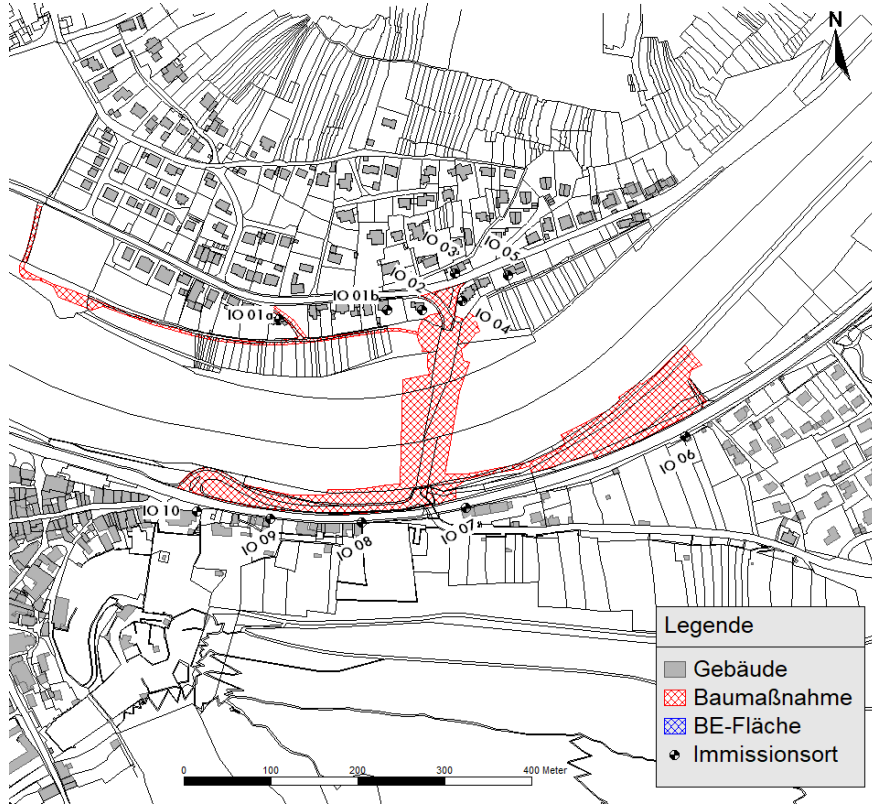 N
IO 03
IO 05
IO 02
IO 01b
IO 01a
IO 04
IO 06
IO 10
IO 09
IO 08
IO 07
Legende
Gebäude
Baumaßnahme
BE-Fläche
Immissionsort
0 100 200 300 400 Meter